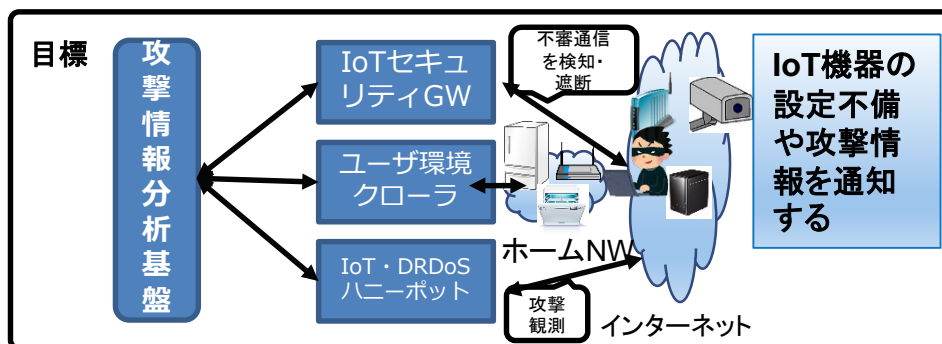 目標
攻撃情報分析基盤
IoTセキュ
リティGW
ユーザ環境
クローラ
IoT・DRDoS
ハニーポット
不審通信
を検知・
遮断
ホームNW
攻撃
観測
インターネット
IoT機器の
設定不備
や攻撃情
報を通知
する